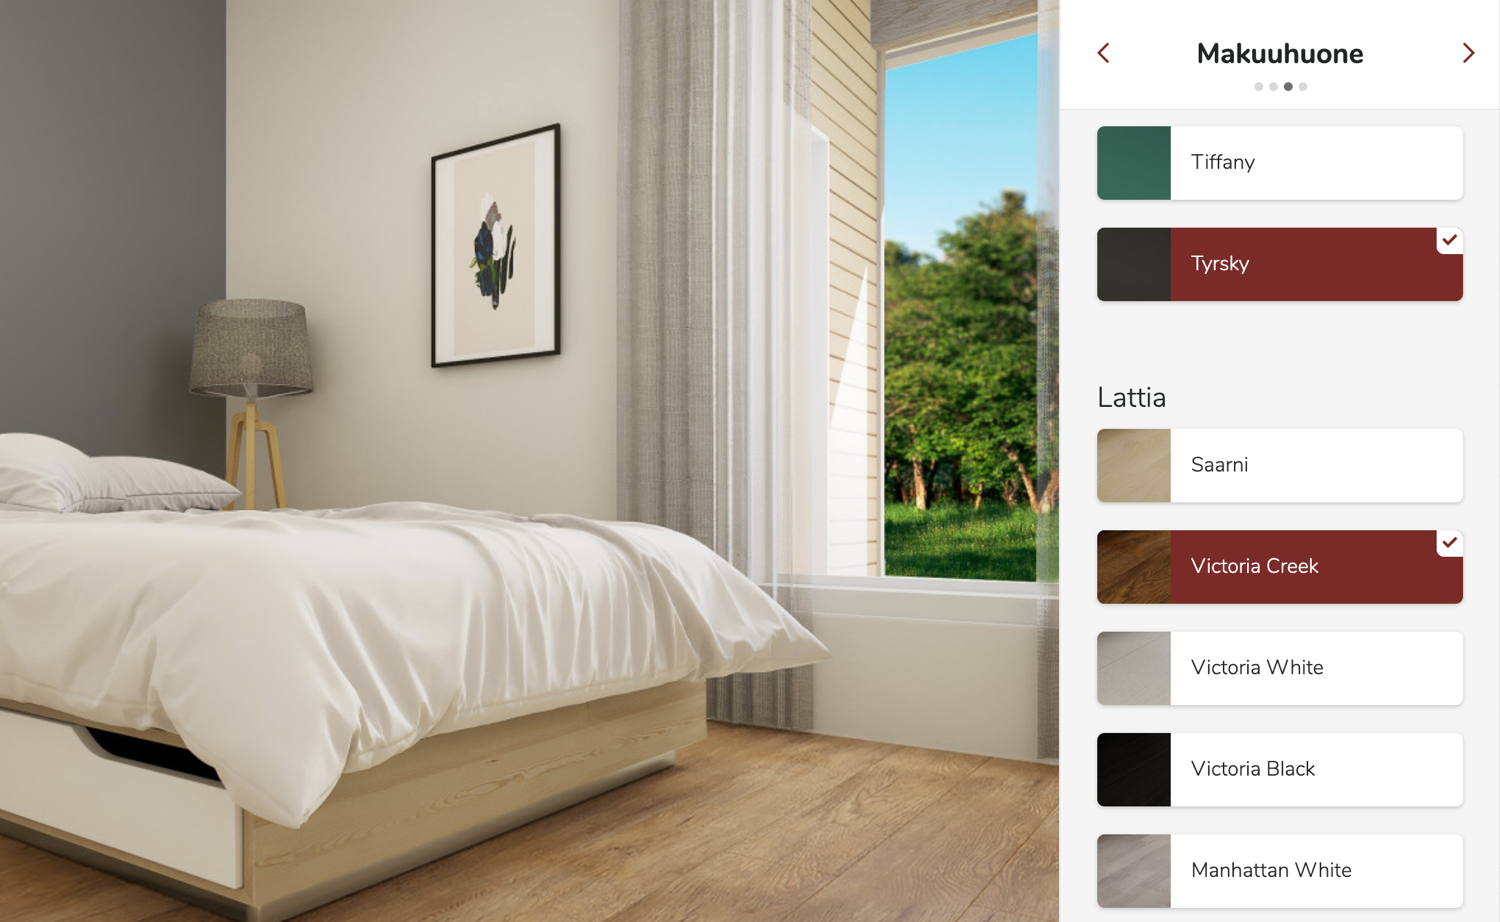 Makuuhuone
Tiffany
Tyrsky
Lattia
Saarni
Victoria Creek
Victoria White
Victoria Black
Manhattan White